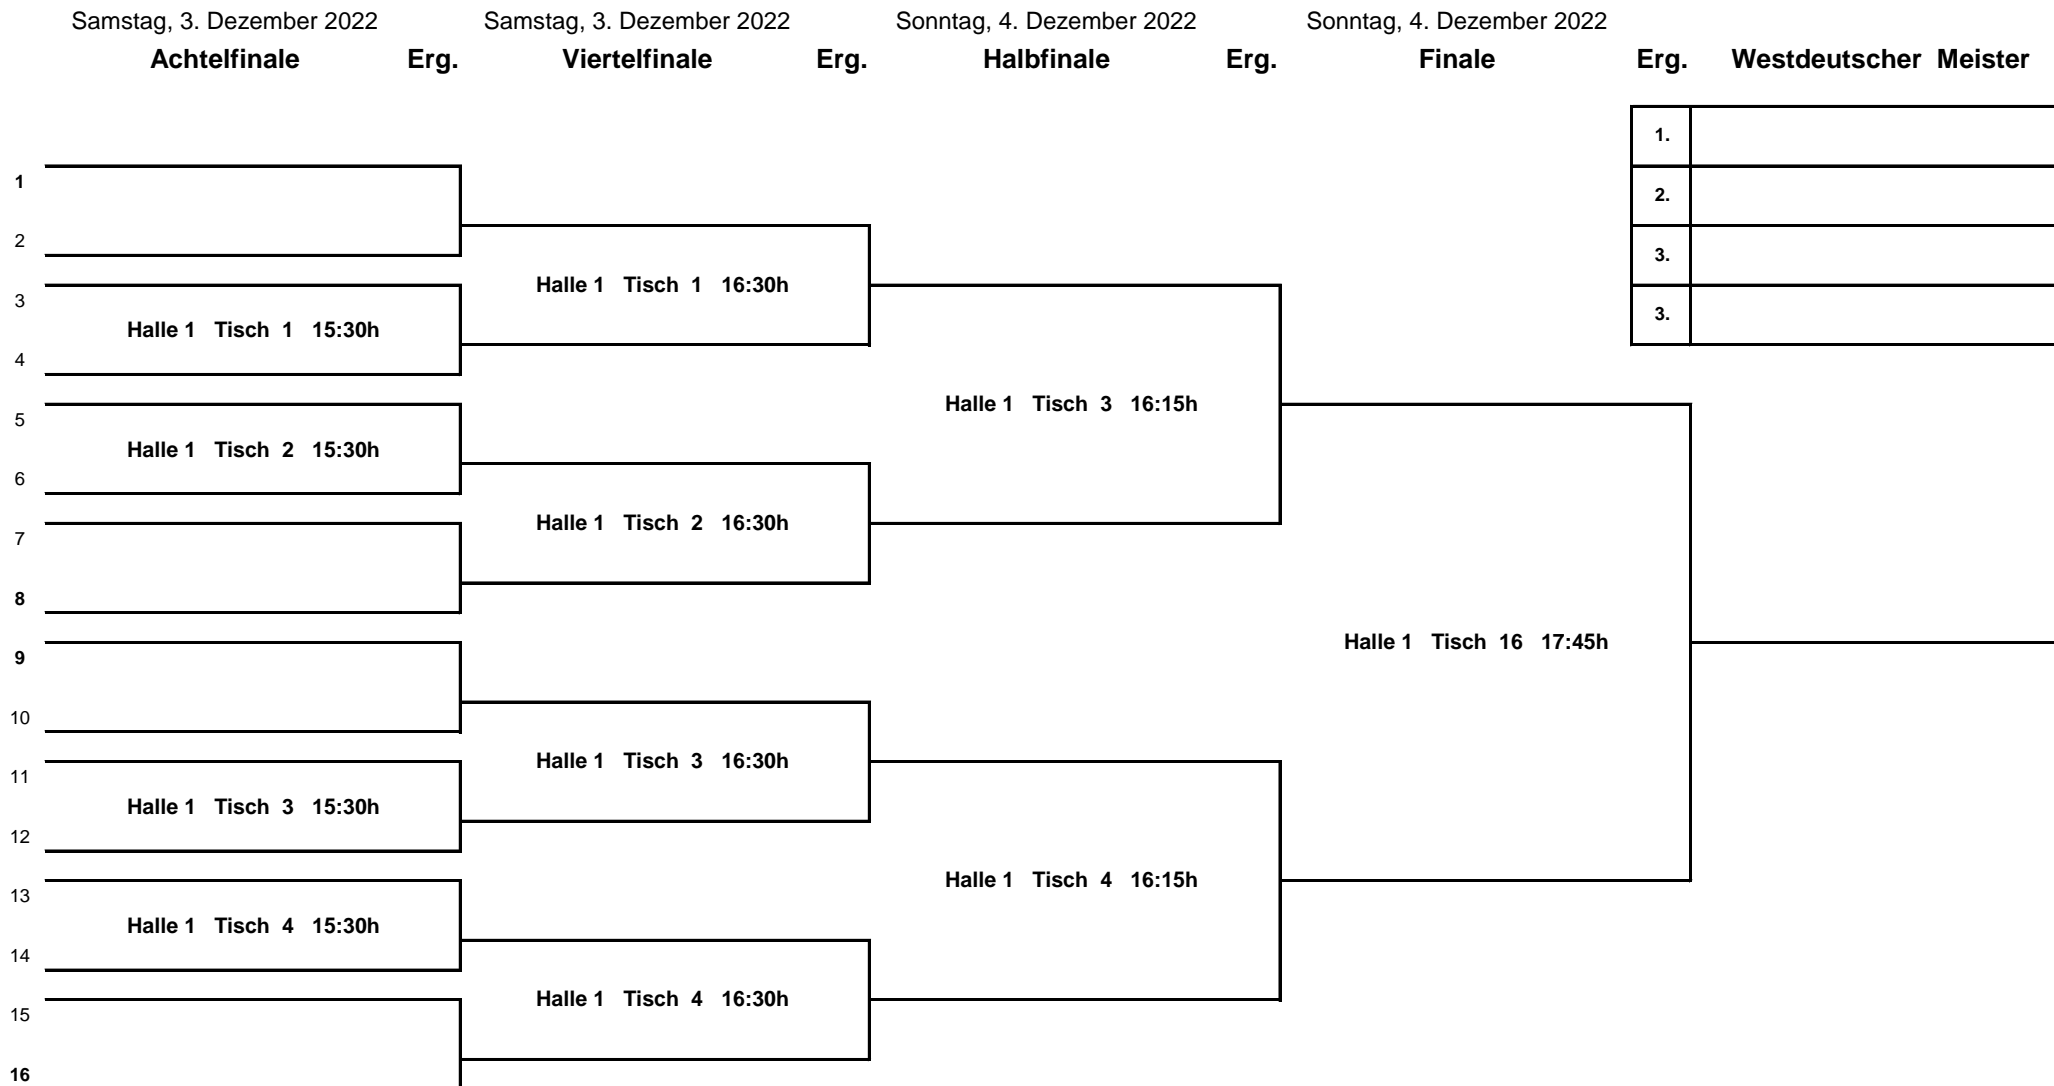 Samstag, 3. Dezember 2022 Samstag, 3. Dezember 2022 Sonntag, 4. Dezember 2022 Sonntag, 4. Dezember 2022
Achtelfinale Erg. Viertelfinale Erg. Halbfinale Erg. Finale Erg. Westdeutscher Meister
1.
1
2.
2
3.
Halle 1 Tisch 1 16:30h
3
3.
Halle 1 Tisch 1 15:30h
4
Halle 1 Tisch 3 16:15h
5
Halle 1 Tisch 2 15:30h
6
Halle 1 Tisch 2 16:30h
7
8
Halle 1 Tisch 16 17:45h
9
10
Halle 1 Tisch 3 16:30h
11
Halle 1 Tisch 3 15:30h
12
Halle 1 Tisch 4 16:15h
13
Halle 1 Tisch 4 15:30h
14
Halle 1 Tisch 4 16:30h
15
16